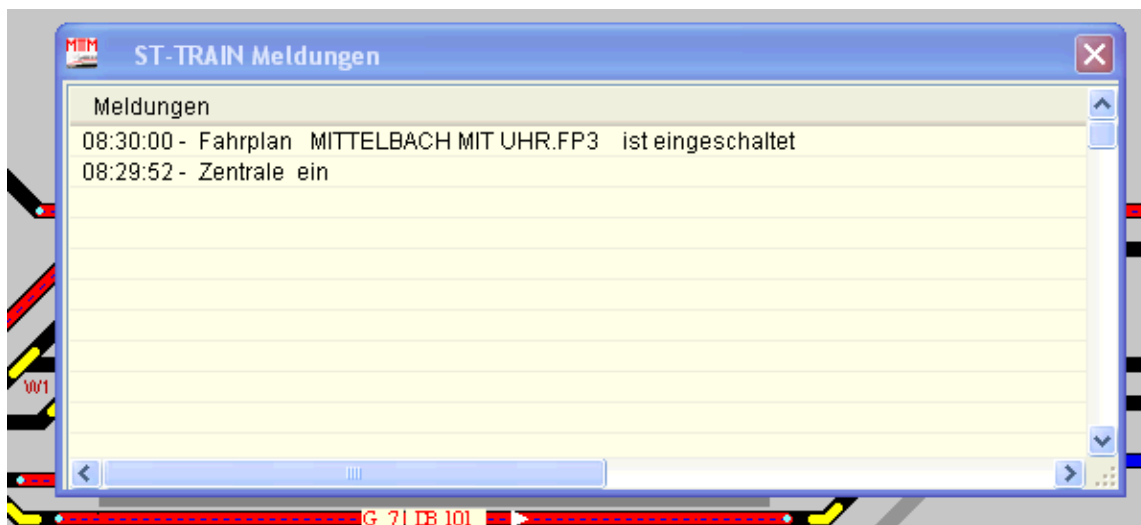 ST-TRAIN Meldungen
Meldungen
08:30:00 - Fahrplan MITTELBACH MIT UHR.FP3 ist eingeschaltet
08:29:52 - Zentrale ein
W1
G 7| DB 101